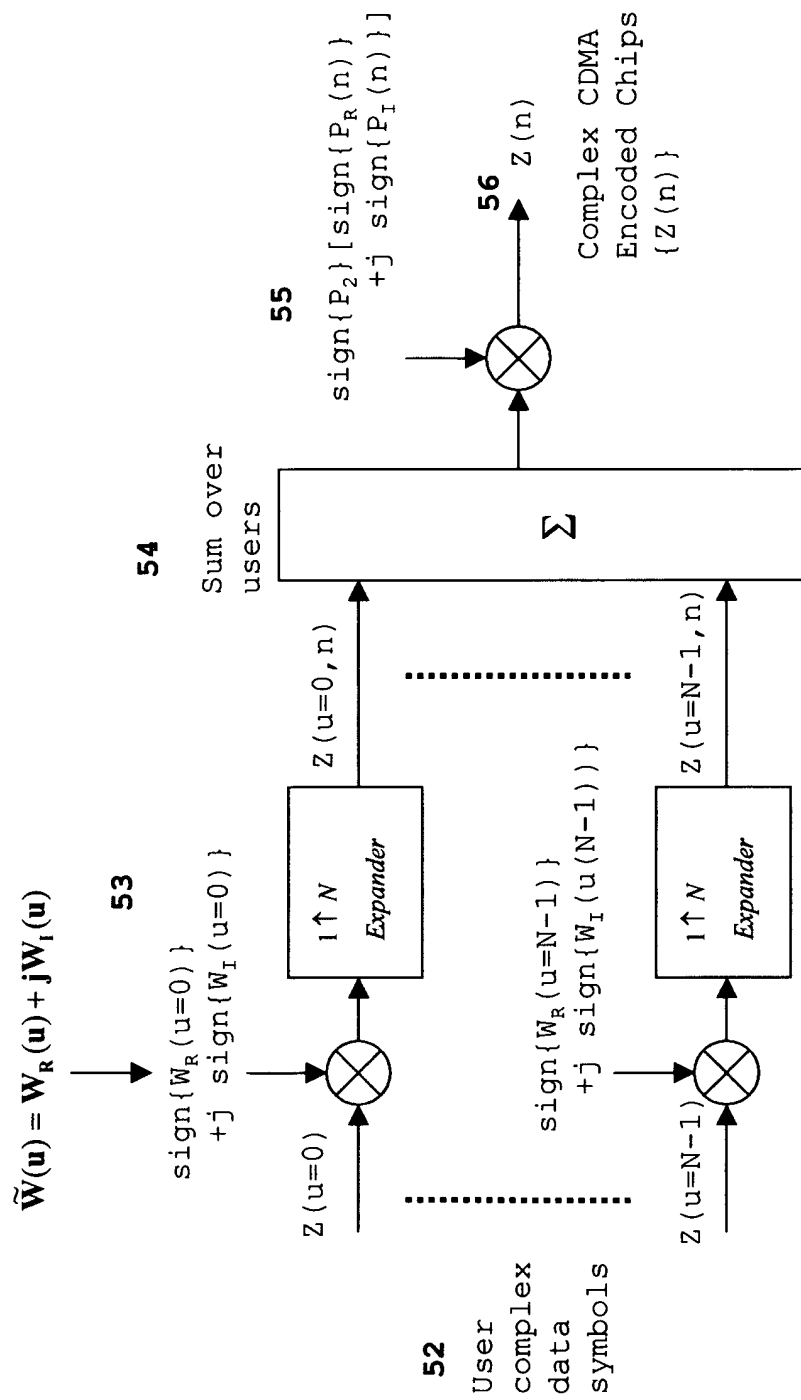 W̃(u) = W_R(u) + jW_I(u)
53
sign{W_R(u=0)}
+j sign{W_I(u=0)}
52
User
complex
data
symbols
Z(u=0)
1↑N
Expander
Z(u=0,n)
sign{W_R(u=N-1)}
+j sign{W_I(u(N-1))}
Z(u=N-1)
1↑N
Expander
Z(u=N-1,n)
54
Sum over
users
Σ
55
sign{P_2}[sign{P_R(n)}
+j sign{P_I(n)}]
56
Z(n)
Complex CDMA
Encoded Chips
{Z(n)}